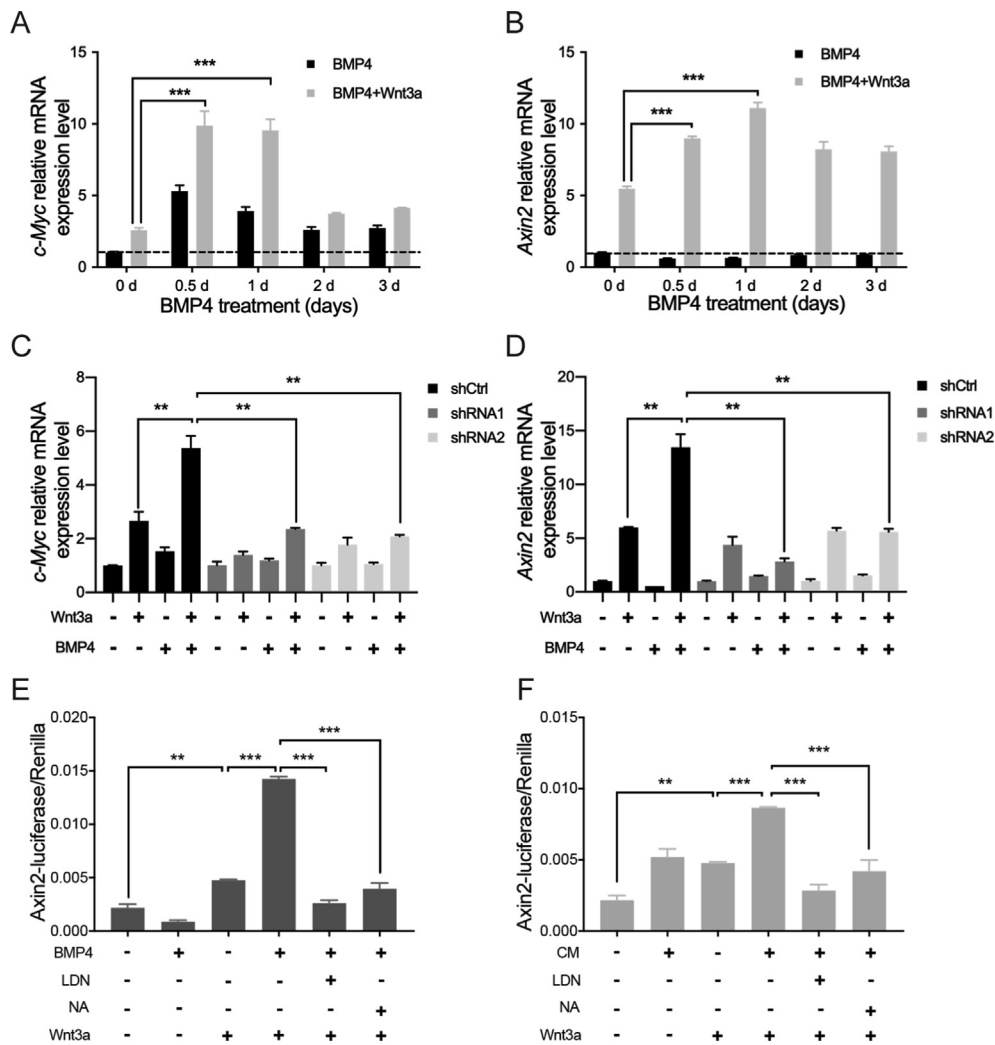 A
c-Myc relative mRNA
expression level
15
10
5
0
***
***
BMP4
BMP4+Wnt3a
0 d 0.5 d 1 d 2 d 3 d
BMP4 treatment (days)
B
Axin2 relative mRNA
expression level
15
10
5
0
***
***
BMP4
BMP4+Wnt3a
0 d 0.5 d 1 d 2 d 3 d
BMP4 treatment (days)
C
c-Myc relative mRNA
expression level
8
6
4
2
0
**
** **
shCtrl
shRNA1
shRNA2
Wnt3a - + - + - + - + - + - +
BMP4 - - + + - - + + - - + +
D
Axin2 relative mRNA
expression level
20
15
10
5
0
**
** **
shCtrl
shRNA1
shRNA2
Wnt3a - + - + - + - + - + - +
BMP4 - - + + - - + + - - + +
E
Axin2-luciferase/Renilla
0.020
0.015
0.010
0.005
0.000
***
** *** ***
BMP4 - + - + + +
LDN - - - - + -
NA - - - - - +
Wnt3a - - + + + +
F
Axin2-luciferase/Renilla
0.015
0.010
0.005
0.000
***
** *** ***
CM - + - + + +
LDN - - - - + -
NA - - - - - +
Wnt3a - - + + + +